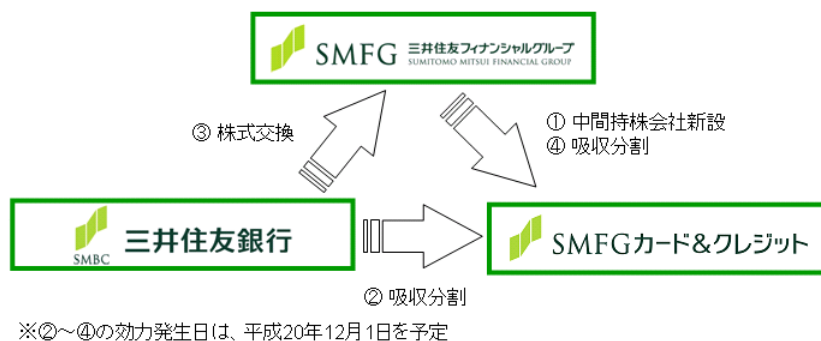 SMFG 三井住友フィナンシャルグループ
SUMITOMO MITSUI FINANCIAL GROUP
③ 株式交換
① 中間持株会社新設
④ 吸収分割
SMBC 三井住友銀行
SMFGカード&クレジット
② 吸収分割
※②～④の効力発生日は、平成20年12月1日を予定